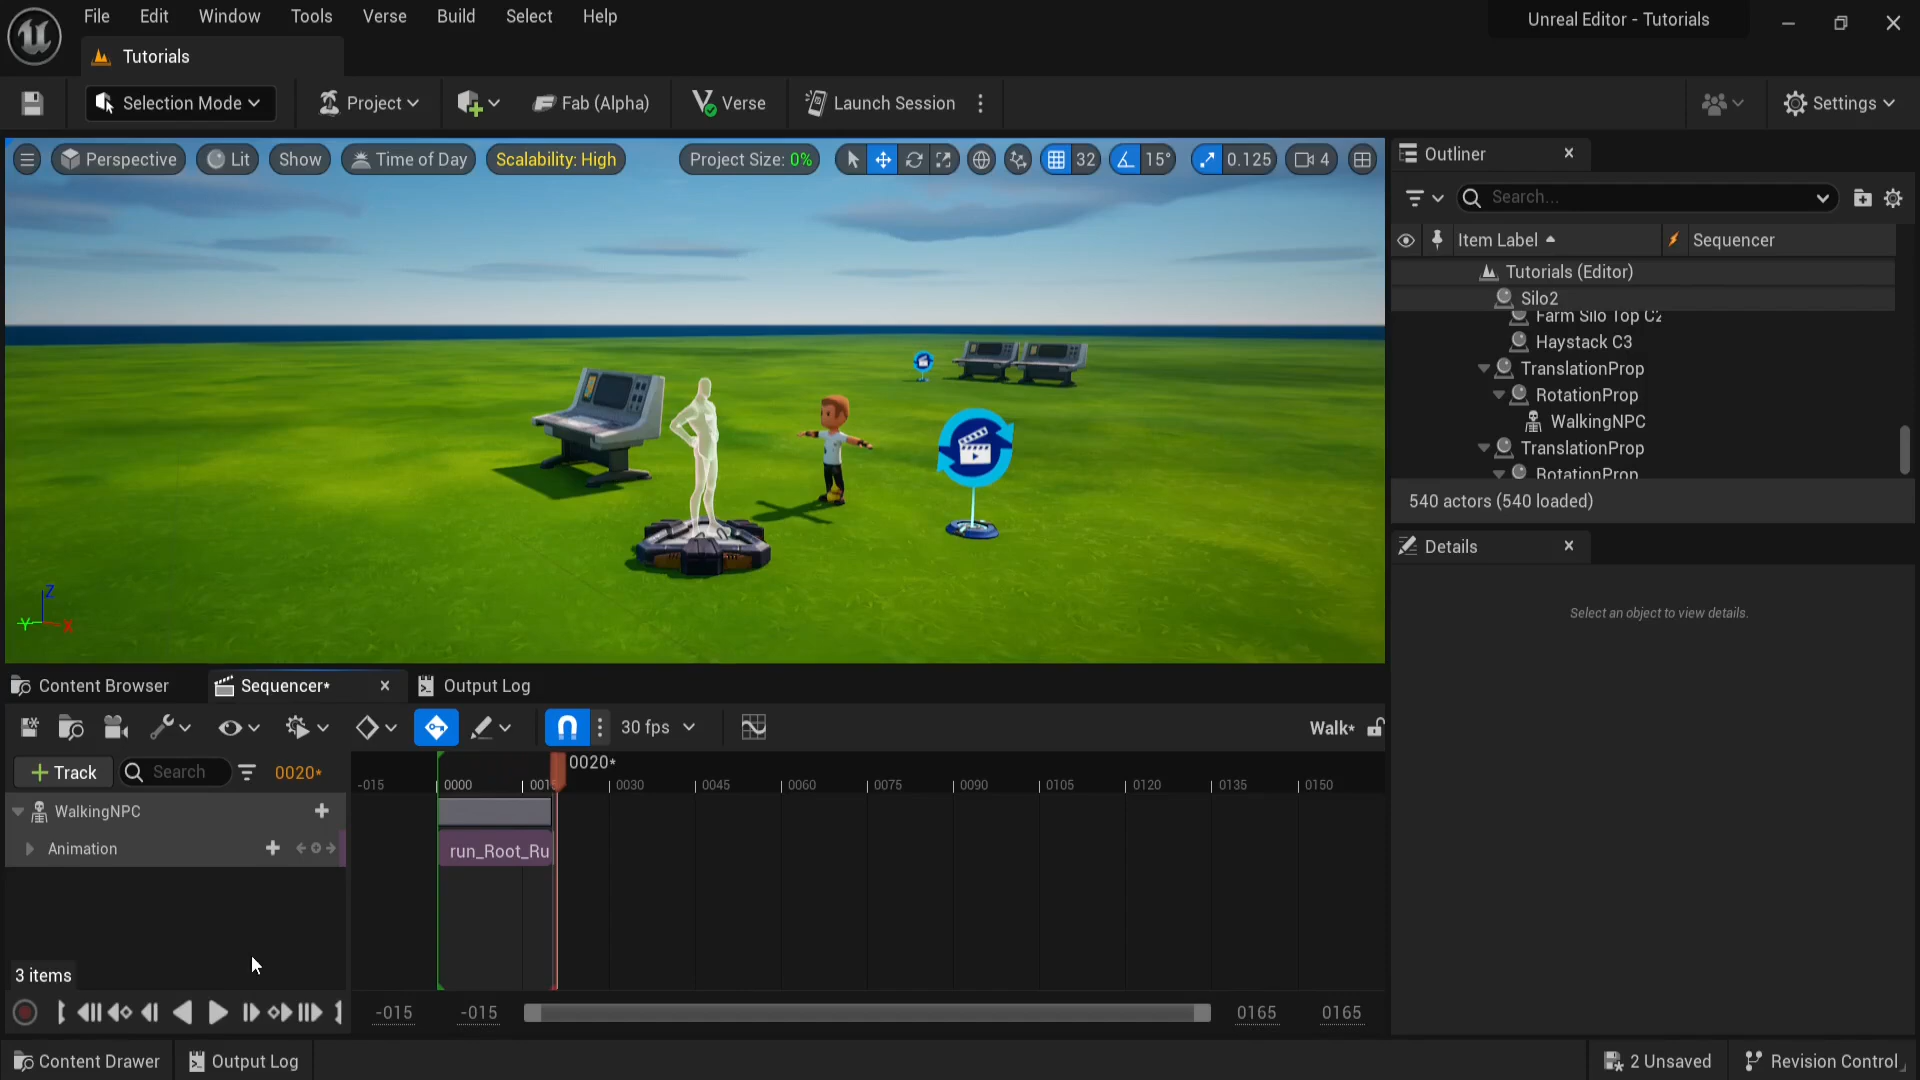 File Edit Window Tools Verse Build Select Help
Unreal Editor - Tutorials
Tutorials
Selection Mode Project Fab (Alpha) Verse Launch Session Settings
Perspective Lit Show Time of Day Scalability: High Project Size: 0% 32 15° 0.125 4
Z
Y X
Outliner
Search...
Item Label Sequencer
Tutorials (Editor)
Silo2
Farm Silo Top C2
Haystack C3
TranslationProp
RotationProp
WalkingNPC
TranslationProp
RotationProp
540 actors (540 loaded)
Details
Select an object to view details.
Content Browser Sequencer* Output Log
30 fps Walk*
Track Search 0020*
0020*
-015 0000 0015 0030 0045 0060 0075 0090 0105 0120 0135 0150
WalkingNPC
Animation
run_Root_Ru
3 items
-015 -015 0165 0165
Content Drawer Output Log 2 Unsaved Revision Control